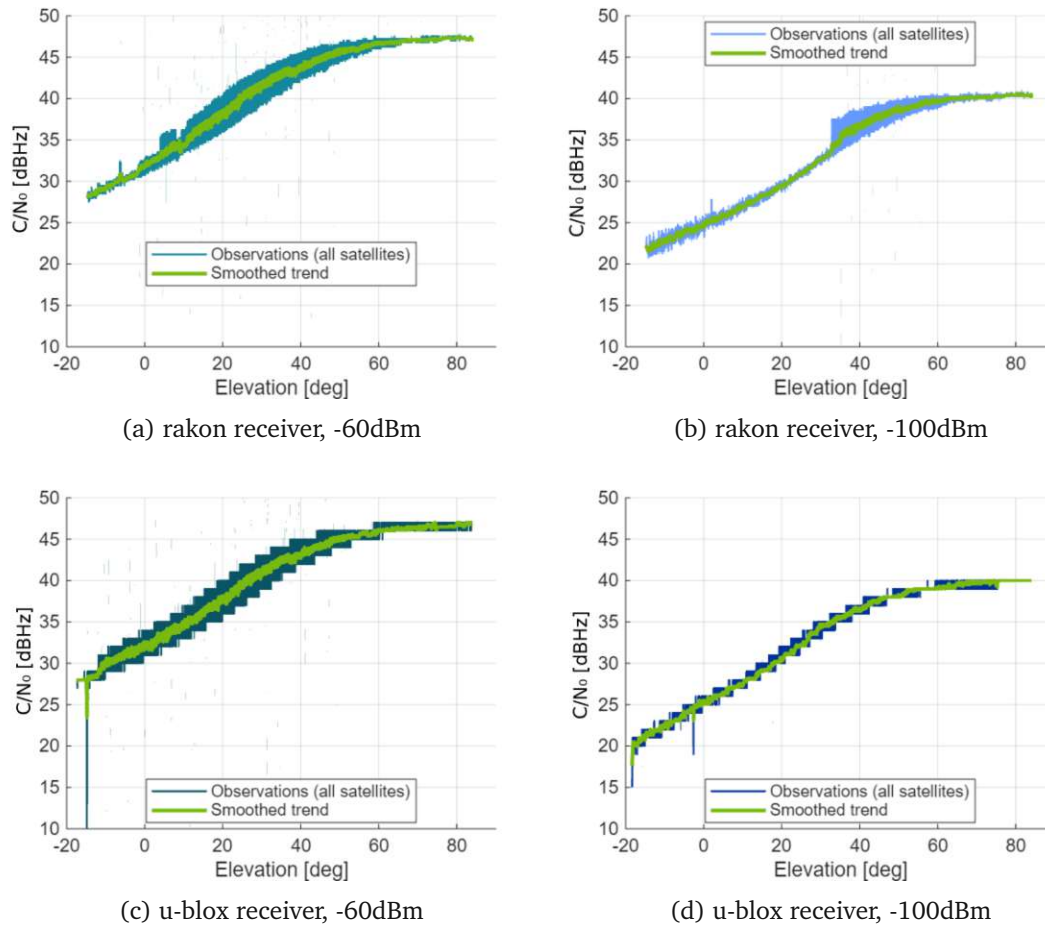 50
45
40
35
30
25
20
15
10
C/N₀ [dBHz]
Observations (all satellites)
Smoothed trend
-20 0 20 40 60 80
Elevation [deg]
(a) rakon receiver, -60dBm
50
45
40
35
30
25
20
15
10
C/N₀ [dBHz]
Observations (all satellites)
Smoothed trend
-20 0 20 40 60 80
Elevation [deg]
(b) rakon receiver, -100dBm
50
45
40
35
30
25
20
15
10
C/N₀ [dBHz]
Observations (all satellites)
Smoothed trend
-20 0 20 40 60 80
Elevation [deg]
(c) u-blox receiver, -60dBm
50
45
40
35
30
25
20
15
10
C/N₀ [dBHz]
Observations (all satellites)
Smoothed trend
-20 0 20 40 60 80
Elevation [deg]
(d) u-blox receiver, -100dBm